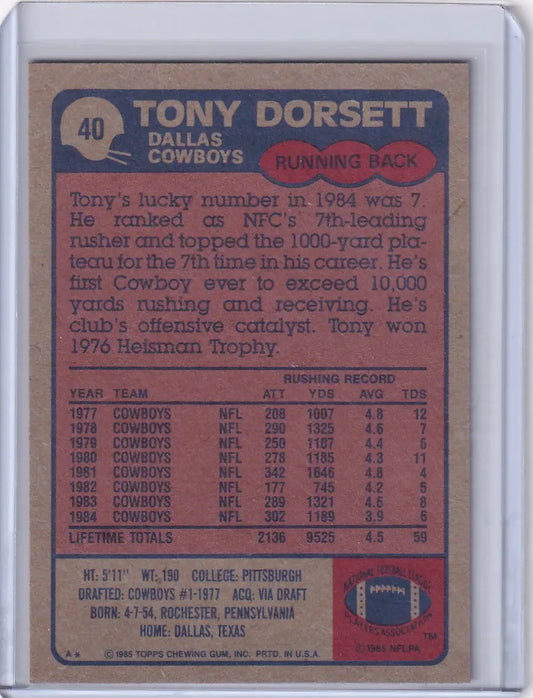 40
TONY DORSETT
DALLAS
COWBOYS
RUNNING BACK
Tony's lucky number in 1984 was 7.
He ranked as NFC's 7th-leading
rusher and topped the 1000-yard pla-
teau for the 7th time in his career. He's
first Cowboy ever to exceed 10,000
yards rushing and receiving. He's
club's offensive catalyst. Tony won
1976 Heisman Trophy.
RUSHING RECORD
YEAR TEAM ATT YDS AVG TDS
1977 COWBOYS NFL 208 1007 4.8 12
1978 COWBOYS NFL 290 1325 4.6 7
1979 COWBOYS NFL 250 1107 4.4 6
1980 COWBOYS NFL 278 1185 4.3 11
1981 COWBOYS NFL 342 1646 4.8 4
1982 COWBOYS NFL 177 745 4.2 5
1983 COWBOYS NFL 289 1321 4.6 8
1984 COWBOYS NFL 302 1189 3.9 6
LIFETIME TOTALS 2136 9525 4.5 59
HT: 5'11" WT: 190 COLLEGE: PITTSBURGH
DRAFTED: COWBOYS #1-1977 ACQ: VIA DRAFT
BORN: 4-7-54, ROCHESTER, PENNSYLVANIA
HOME: DALLAS, TEXAS
A* © 1985 TOPPS CHEWING GUM, INC. PRTD. IN U.S.A.
NATIONAL FOOTBALL LEAGUE
PLAYERS ASSOCIATION
TM
© 1985 NFLPA